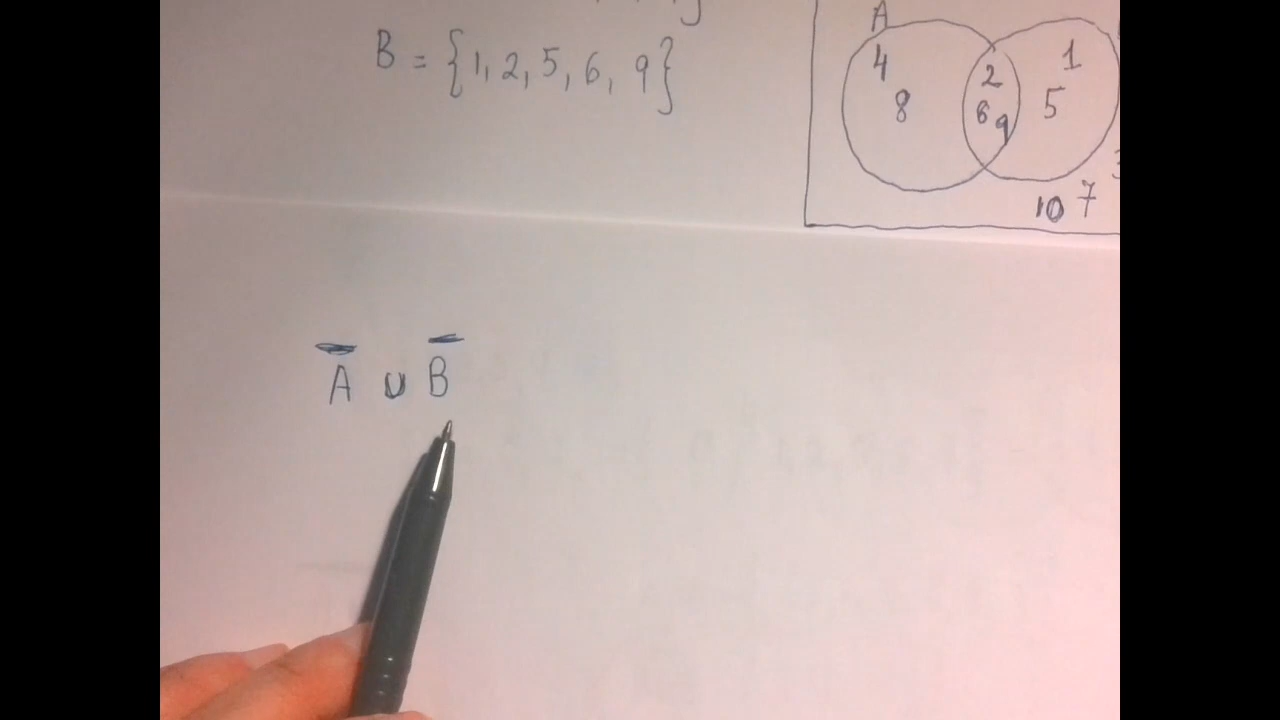 B = {1, 2, 5, 6, 9}
A
4 2 1
8 6 9 5
10 7
A̅ ∪ B̅